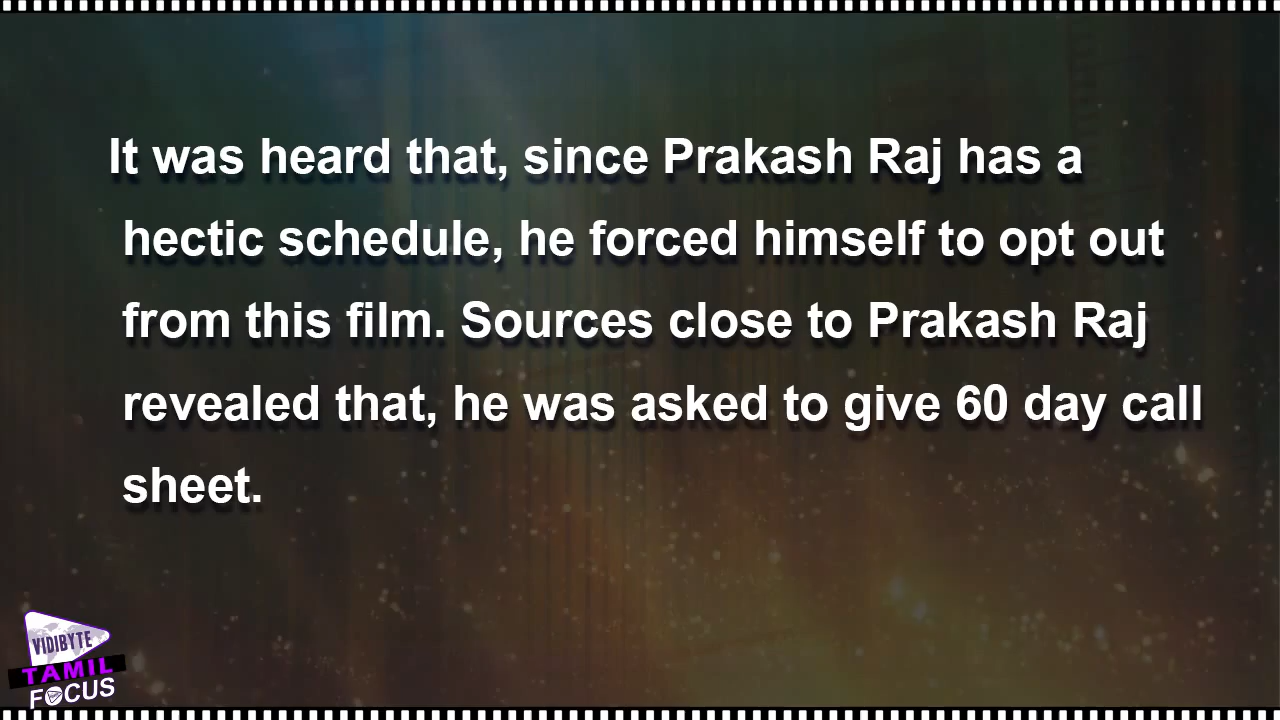 It was heard that, since Prakash Raj has a
hectic schedule, he forced himself to opt out
from this film. Sources close to Prakash Raj
revealed that, he was asked to give 60 day call
sheet.
VIDIBYTE
TAMIL
FOCUS